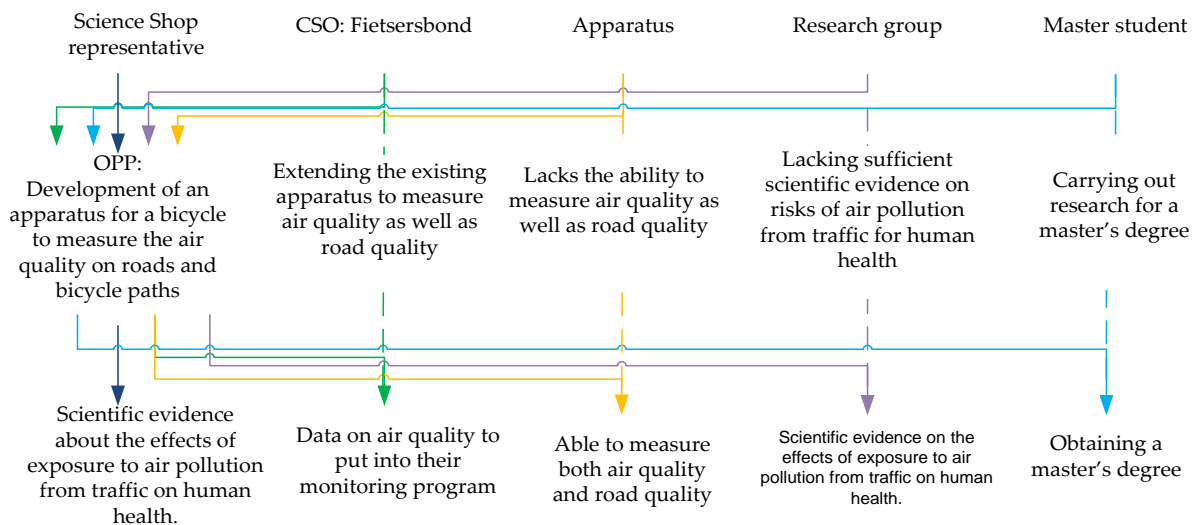 Science Shop
representative
CSO: Fietsersbond
Apparatus
Research group
Master student
OPP:
Development of an
apparatus for a bicycle
to measure the air
quality on roads and
bicycle paths
Extending the existing
apparatus to measure
air quality as well as
road quality
Lacks the ability to
measure air quality as
well as road quality
Lacking sufficient
scientific evidence on
risks of air pollution
from traffic for human
health
Carrying out
research for a
master’s degree
Scientific evidence
about the effects of
exposure to air pollution
from traffic on human
health.
Data on air quality to
put into their
monitoring program
Able to measure
both air quality
and road quality
Scientific evidence on the
effects of exposure to air
pollution from traffic on human
health.
Obtaining a
master’s degree